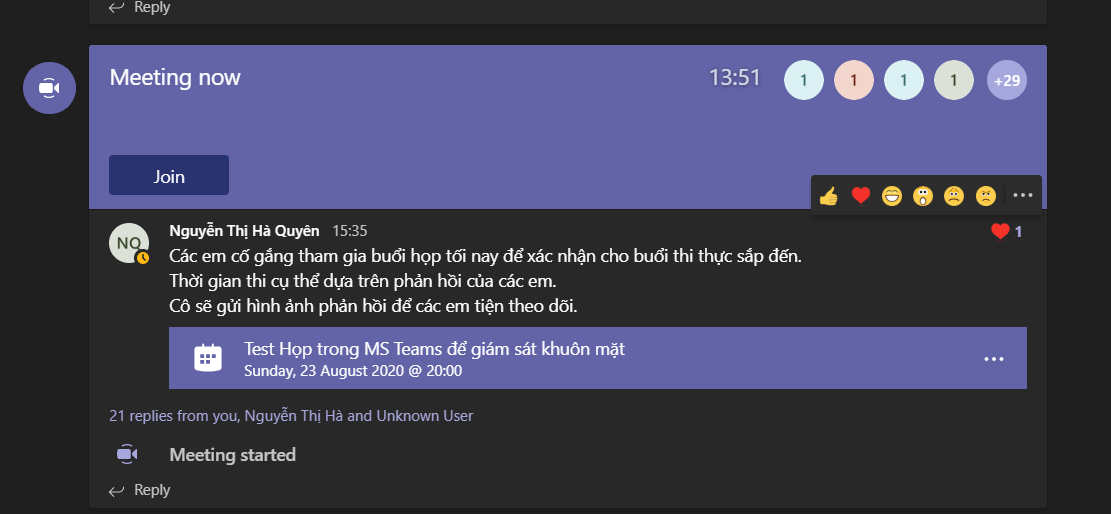 Reply
Meeting now
13:51
1
1
1
1
+29
Join
NQ
Nguyễn Thị Hà Quyên 15:35
1
Các em cố gắng tham gia buổi họp tối nay để xác nhận cho buổi thi thực sắp đến.
Thời gian thi cụ thể dựa trên phản hồi của các em.
Cô sẽ gửi hình ảnh phản hồi để các em tiện theo dõi.
Test Họp trong MS Teams để giám sát khuôn mặt
Sunday, 23 August 2020 @ 20:00
21 replies from you, Nguyễn Thị Hà and Unknown User
Meeting started
Reply